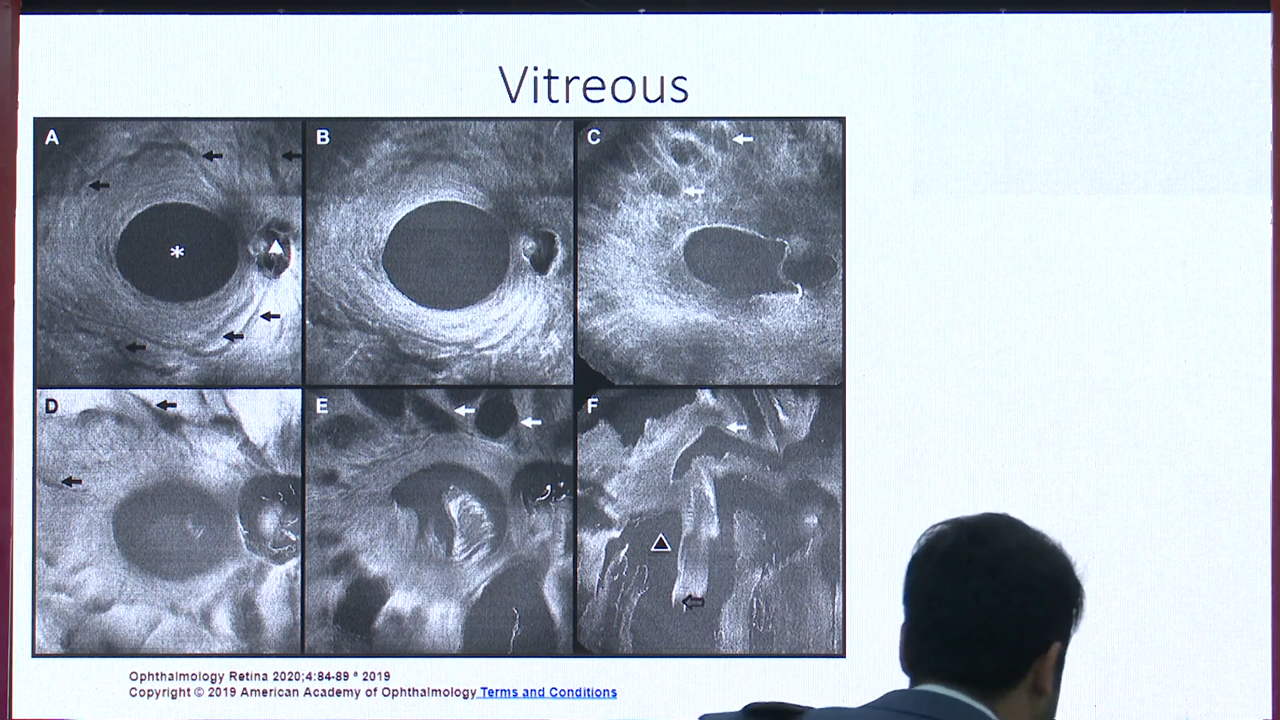 Vitreous
A
B
C
*
D
E
F
Ophthalmology Retina 2020;4:84-89 ª 2019
Copyright © 2019 American Academy of Ophthalmology Terms and Conditions